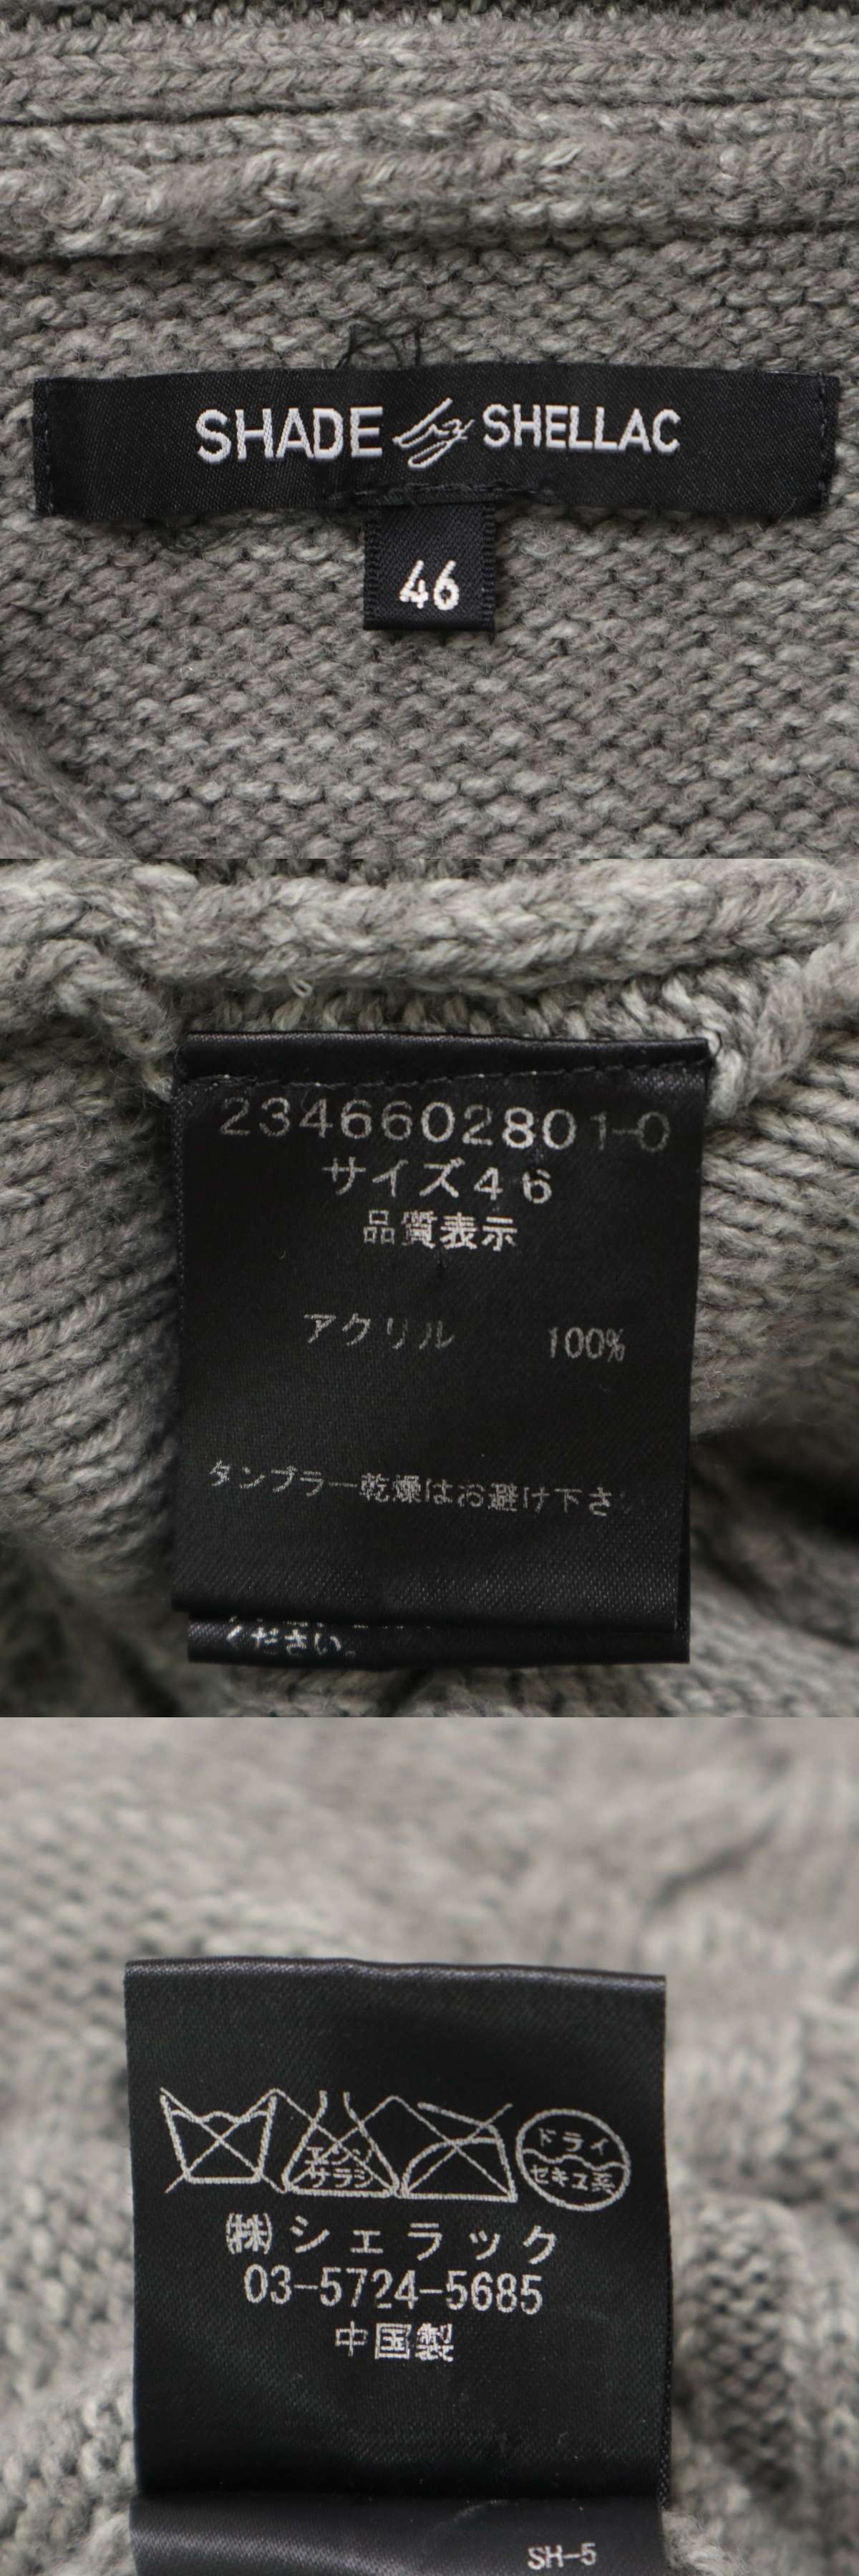 SHADE by SHELLAC
46
2346602801-0
サイズ46
品質表示
アクリル 100%
タンブラー乾燥はお避け下さ
ください。
エンソ
サラシ
ドライ
セキユ系
㈱シェラック
03-5724-5685
中国製
SH-5